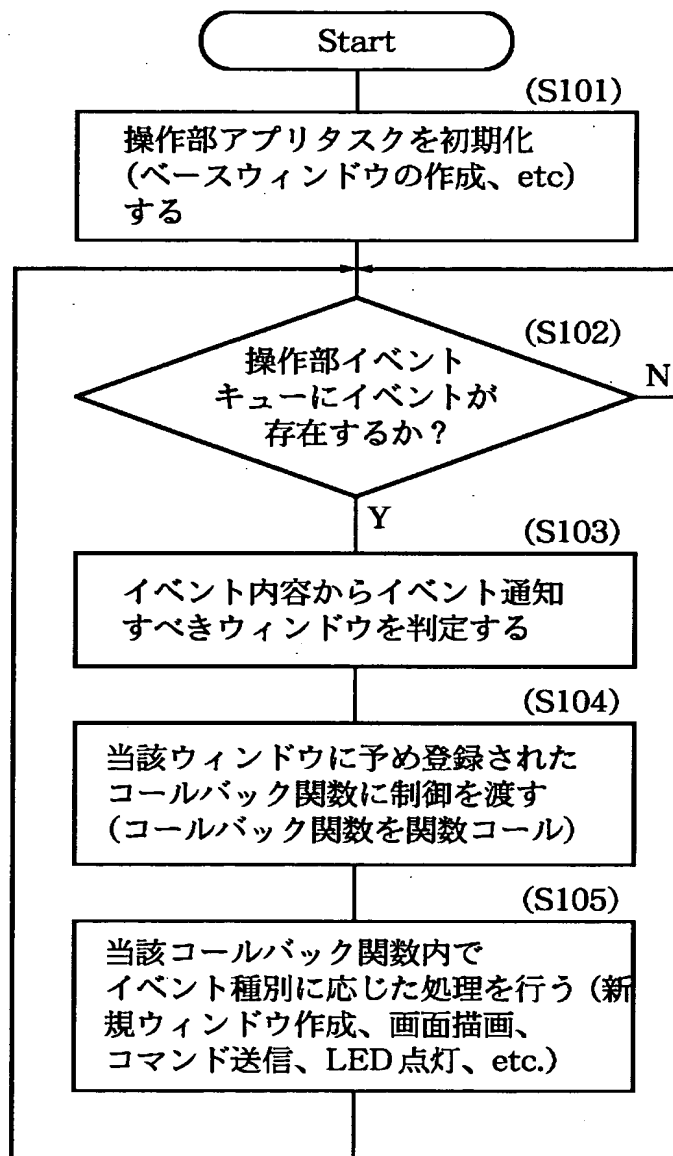 Start
(S101)
操作部アプリタスクを初期化
(ベースウィンドウの作成、etc)
する
(S102)
操作部イベント
キューにイベントが
存在するか？
N
Y
(S103)
イベント内容からイベント通知
すべきウィンドウを判定する
(S104)
当該ウィンドウに予め登録された
コールバック関数に制御を渡す
(コールバック関数を関数コール)
(S105)
当該コールバック関数内で
イベント種別に応じた処理を行う (新
規ウィンドウ作成、画面描画、
コマンド送信、LED点灯、etc.)